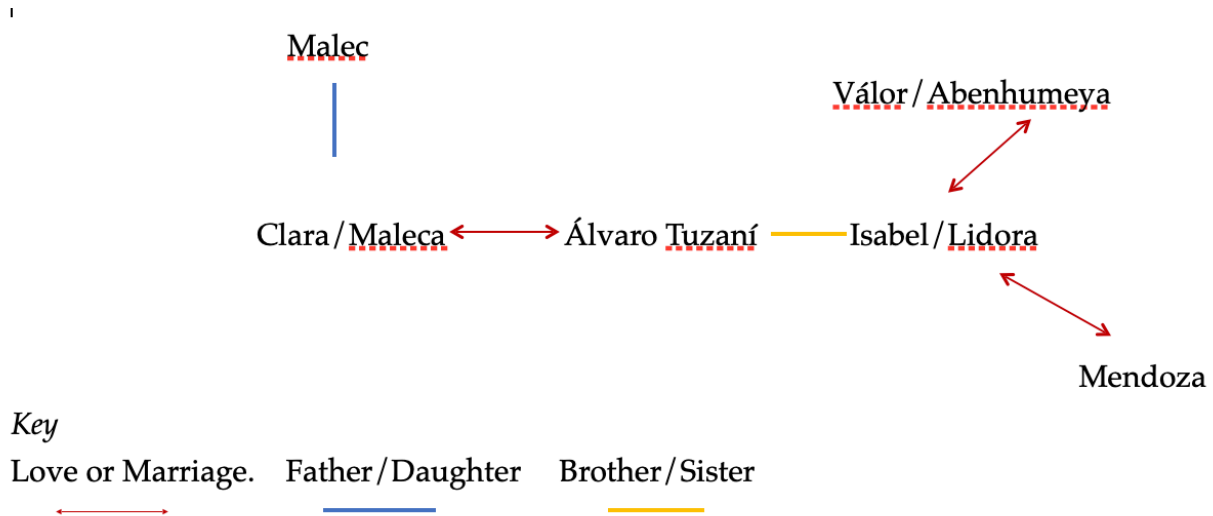 Malec
Válor/Abenhumeya
Clara/Maleca Álvaro Tuzaní Isabel/Lidora
Mendoza
Key
Love or Marriage. Father/Daughter Brother/Sister